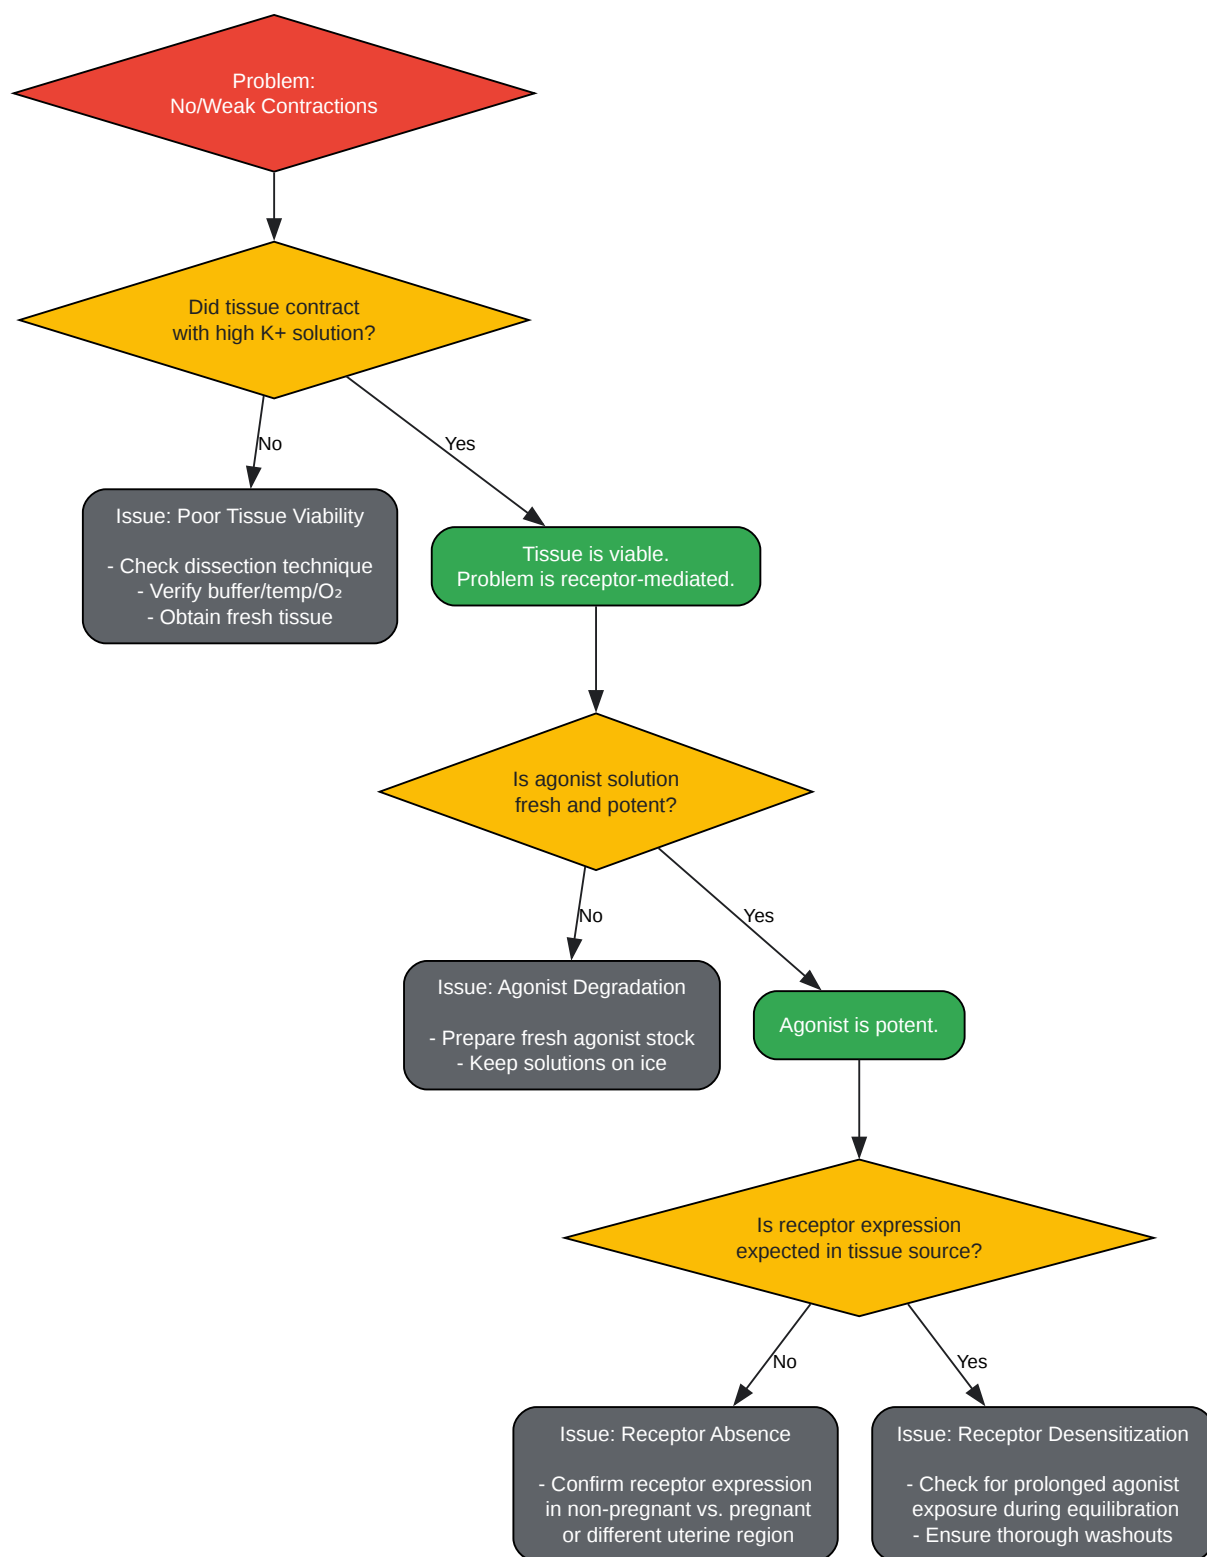 Problem:
No/Weak Contractions
Did tissue contract
with high K+ solution?
No
Yes
Issue: Poor Tissue Viability
- Check dissection technique
- Verify buffer/temp/O₂
- Obtain fresh tissue
Tissue is viable.
Problem is receptor-mediated.
Is agonist solution
fresh and potent?
No
Yes
Issue: Agonist Degradation
- Prepare fresh agonist stock
- Keep solutions on ice
Agonist is potent.
Is receptor expression
expected in tissue source?
No
Yes
Issue: Receptor Absence
- Confirm receptor expression
in non-pregnant vs. pregnant
or different uterine region
Issue: Receptor Desensitization
- Check for prolonged agonist
exposure during equilibration
- Ensure thorough washouts